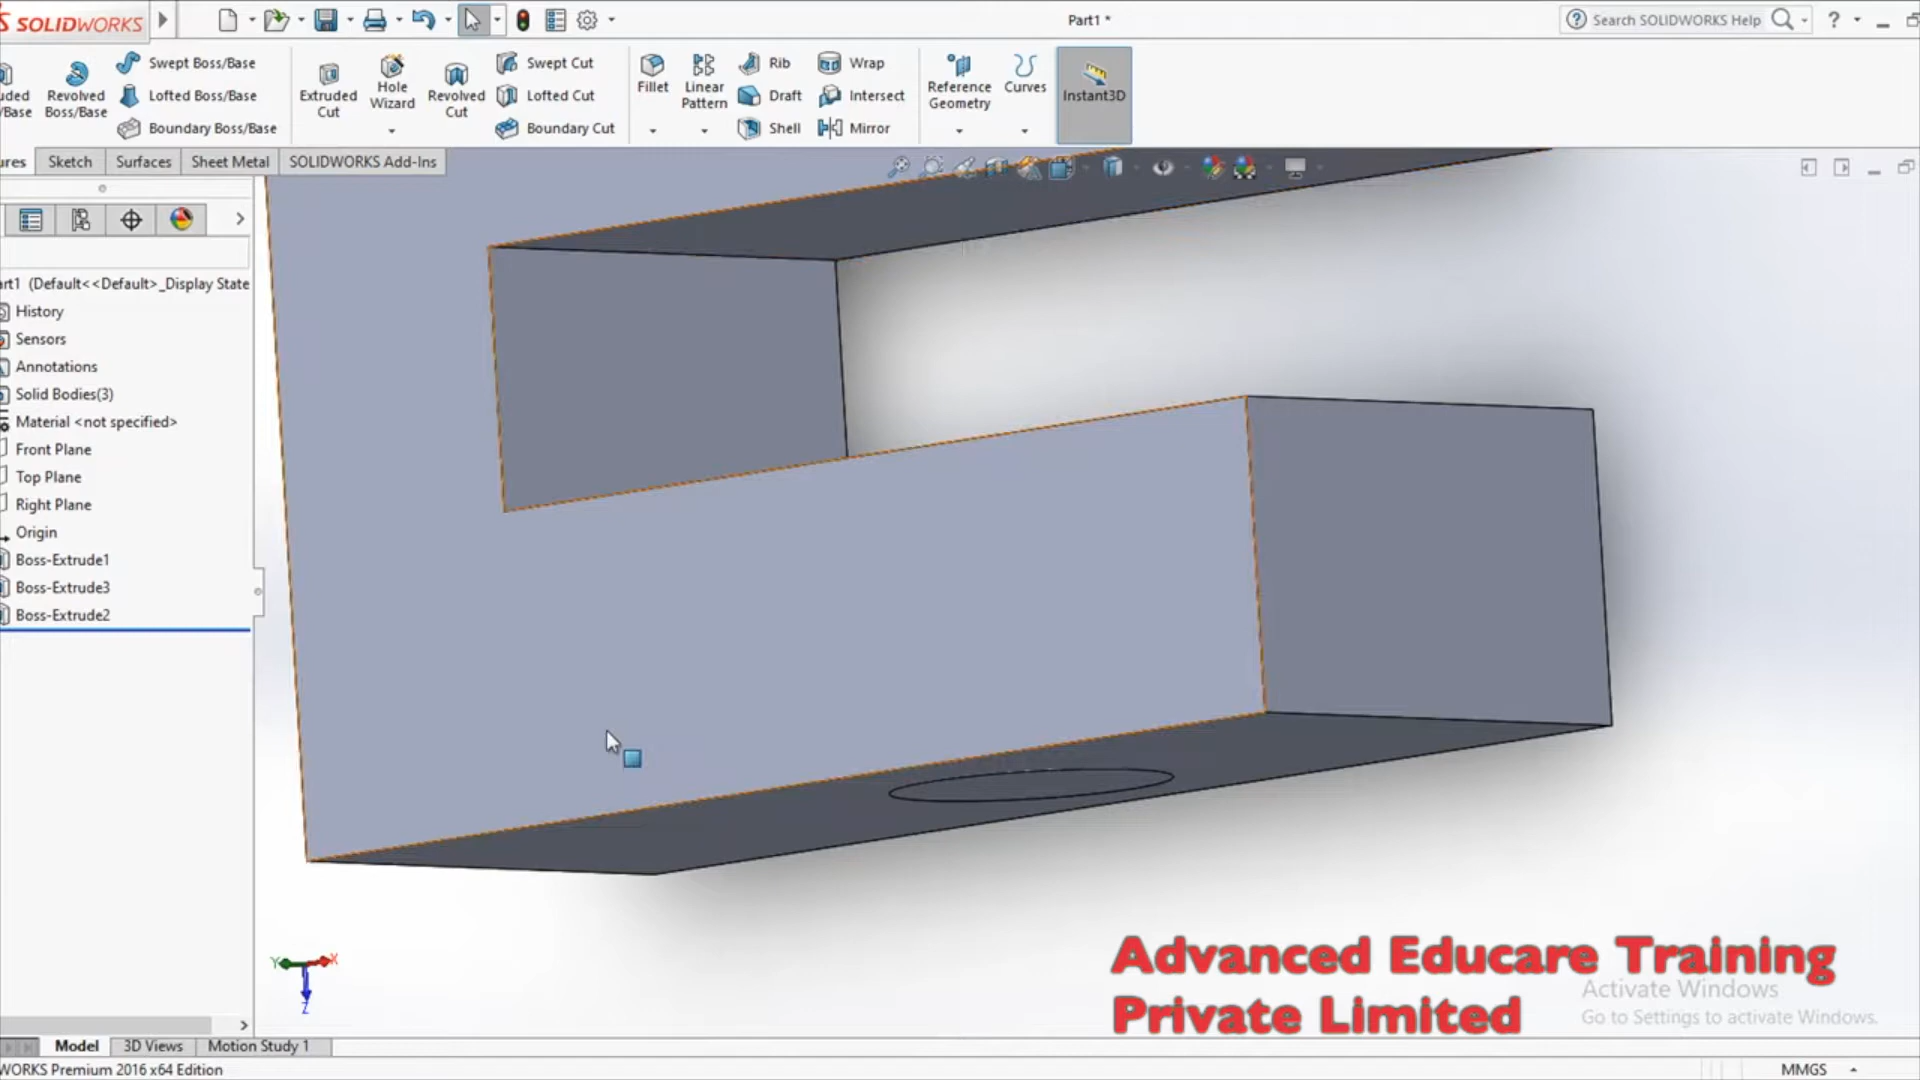 SOLIDWORKS
Part1 *
Search SOLIDWORKS Help
?
uded
/Base
Revolved
Boss/Base
Swept Boss/Base
Lofted Boss/Base
Boundary Boss/Base
Extruded
Cut
Hole
Wizard
Revolved
Cut
Swept Cut
Lofted Cut
Boundary Cut
Fillet
Linear
Pattern
Rib
Draft
Shell
Wrap
Intersect
Mirror
Reference
Geometry
Curves
Instant3D
ures
Sketch
Surfaces
Sheet Metal
SOLIDWORKS Add-Ins
art1 (Default<<Default>_Display State
History
Sensors
Annotations
Solid Bodies(3)
Material <not specified>
Front Plane
Top Plane
Right Plane
Origin
Boss-Extrude1
Boss-Extrude3
Boss-Extrude2
Y
X
Z
Advanced Educare Training
Private Limited
Activate Windows
Go to Settings to activate Windows.
Model
3D Views
Motion Study 1
WORKS Premium 2016 x64 Edition
MMGS